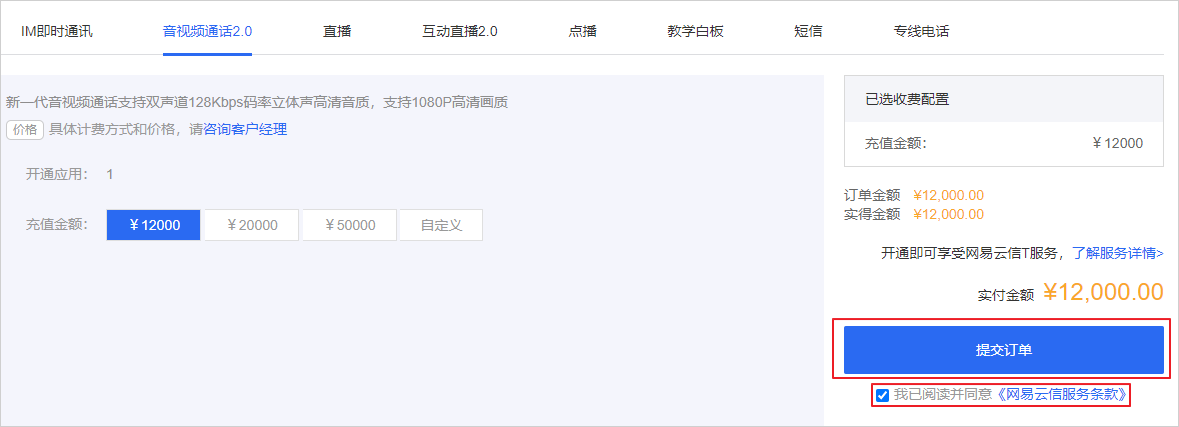 IM即时通讯 音视频通话2.0 直播 互动直播2.0 点播 教学白板 短信 专线电话
新一代音视频通话支持双声道128Kbps码率立体声高清音质，支持1080P高清画质
价格 具体计费方式和价格，请咨询客户经理
开通应用： 1
充值金额： ￥12000 ￥20000 ￥50000 自定义
已选收费配置
充值金额： ￥12000
订单金额 ¥12,000.00
实得金额 ¥12,000.00
开通即可享受网易云信T服务，了解服务详情>
实付金额 ¥12,000.00
提交订单
我已阅读并同意《网易云信服务条款》